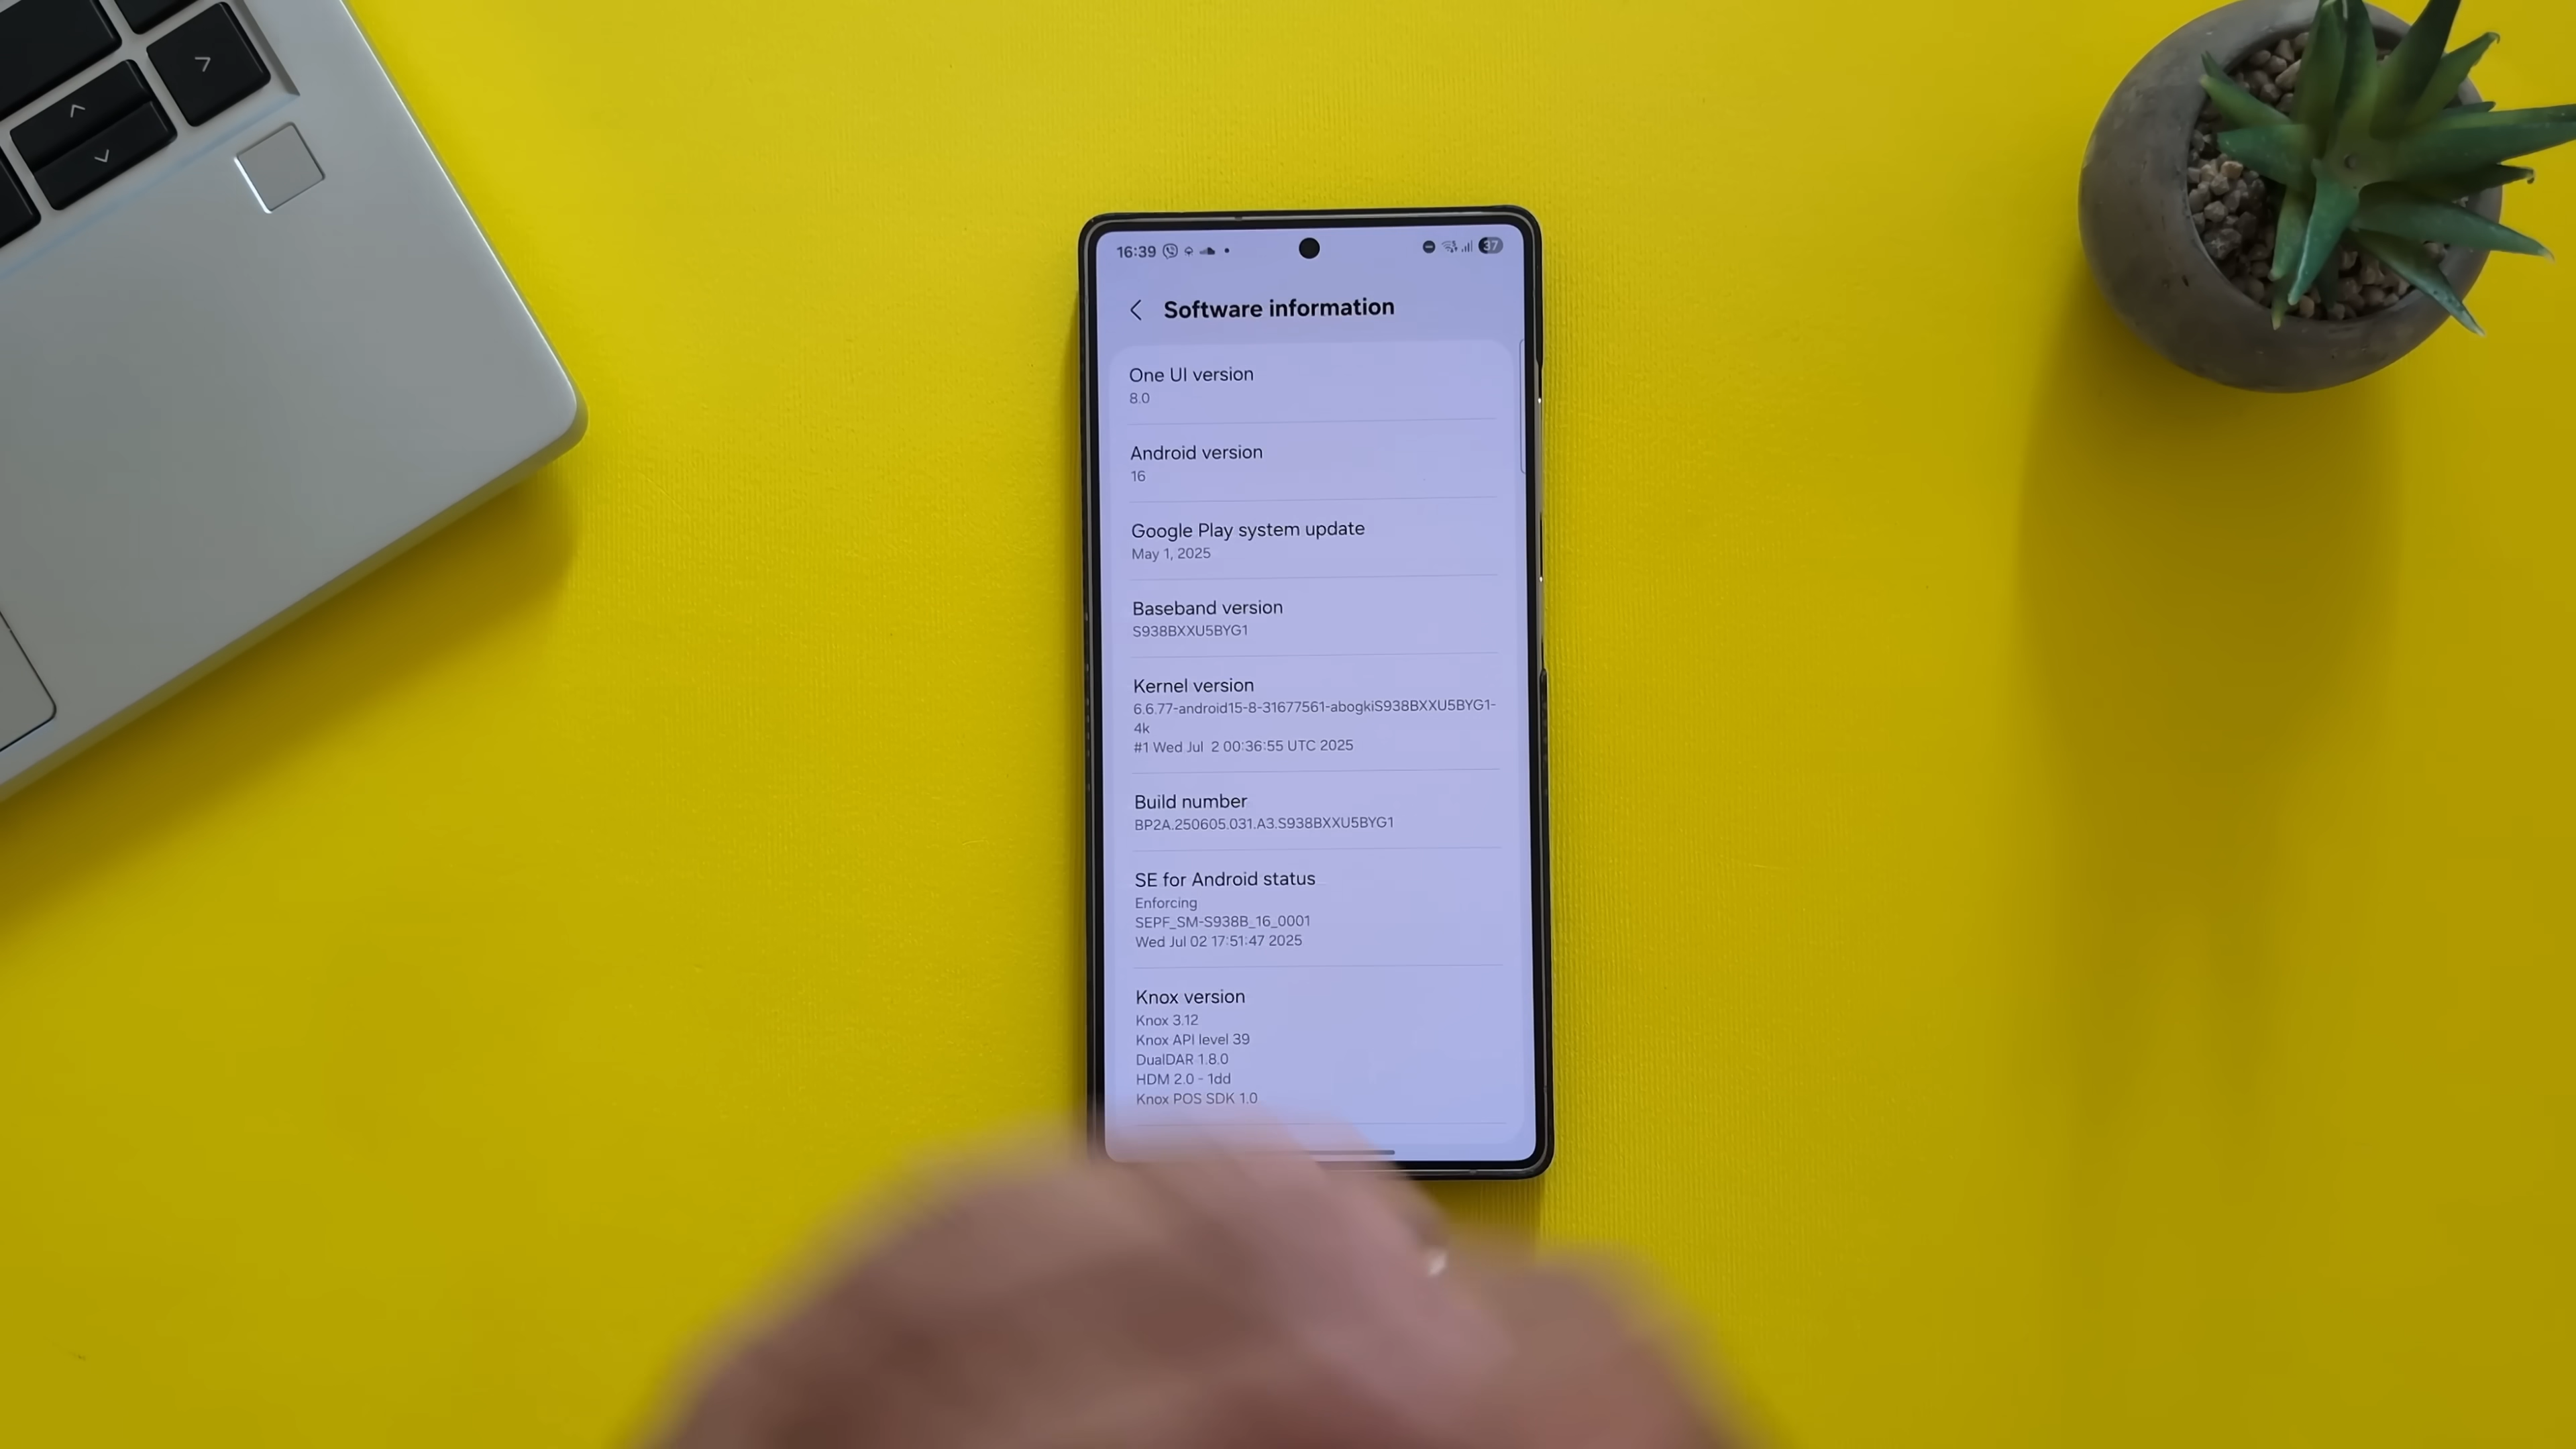 16:39
37
Software information
One UI version
8.0
Android version
16
Google Play system update
May 1, 2025
Baseband version
S938BXXU5BYG1
Kernel version
6.6.77-android15-8-31677561-abogkiS938BXXU5BYG1-
4k
#1 Wed Jul  2 00:36:55 UTC 2025
Build number
BP2A.250605.031.A3.S938BXXU5BYG1
SE for Android status
Enforcing
SEPF_SM-S938B_16_0001
Wed Jul 02 17:51:47 2025
Knox version
Knox 3.12
Knox API level 39
DualDAR 1.8.0
HDM 2.0 - 1dd
Knox POS SDK 1.0